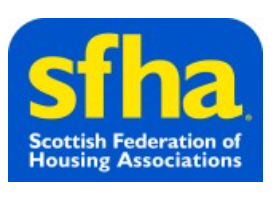 sfha
Scottish Federation of
Housing Associations